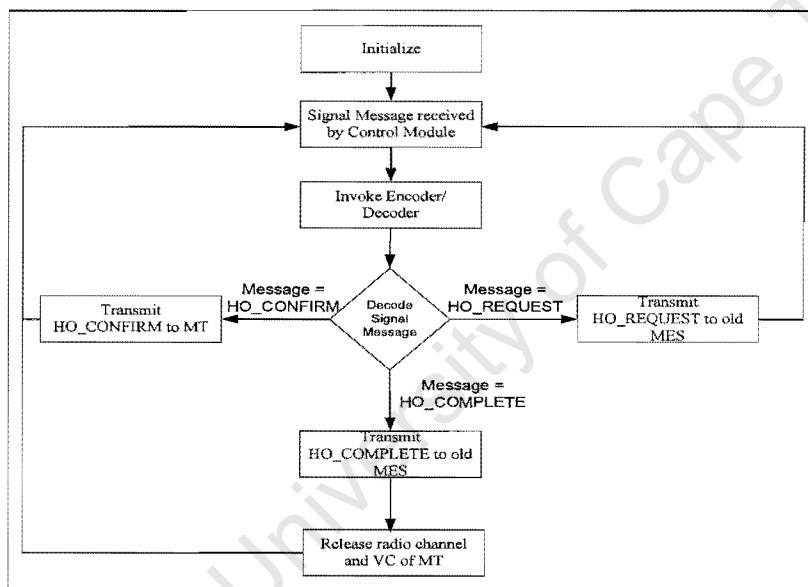 Initialize
Signal Message received
by Control Module
Invoke Encoder/
Decoder
Message =
HO_CONFIRM
Decode
Signal
Message
Message =
HO_REQUEST
Transmit
HO_CONFIRM to MT
Transmit
HO_REQUEST to old
MES
Message =
HO_COMPLETE
Transmit
HO_COMPLETE to old
MES
Release radio channel
and VC of MT
University of Cape T